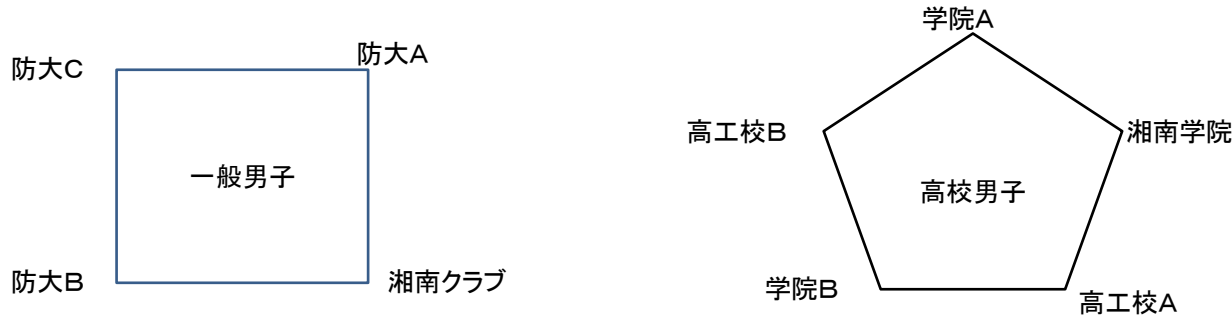 防大C
防大A
一般男子
防大B
湘南クラブ
学院A
高工校B
湘南学院
高校男子
学院B
高工校A